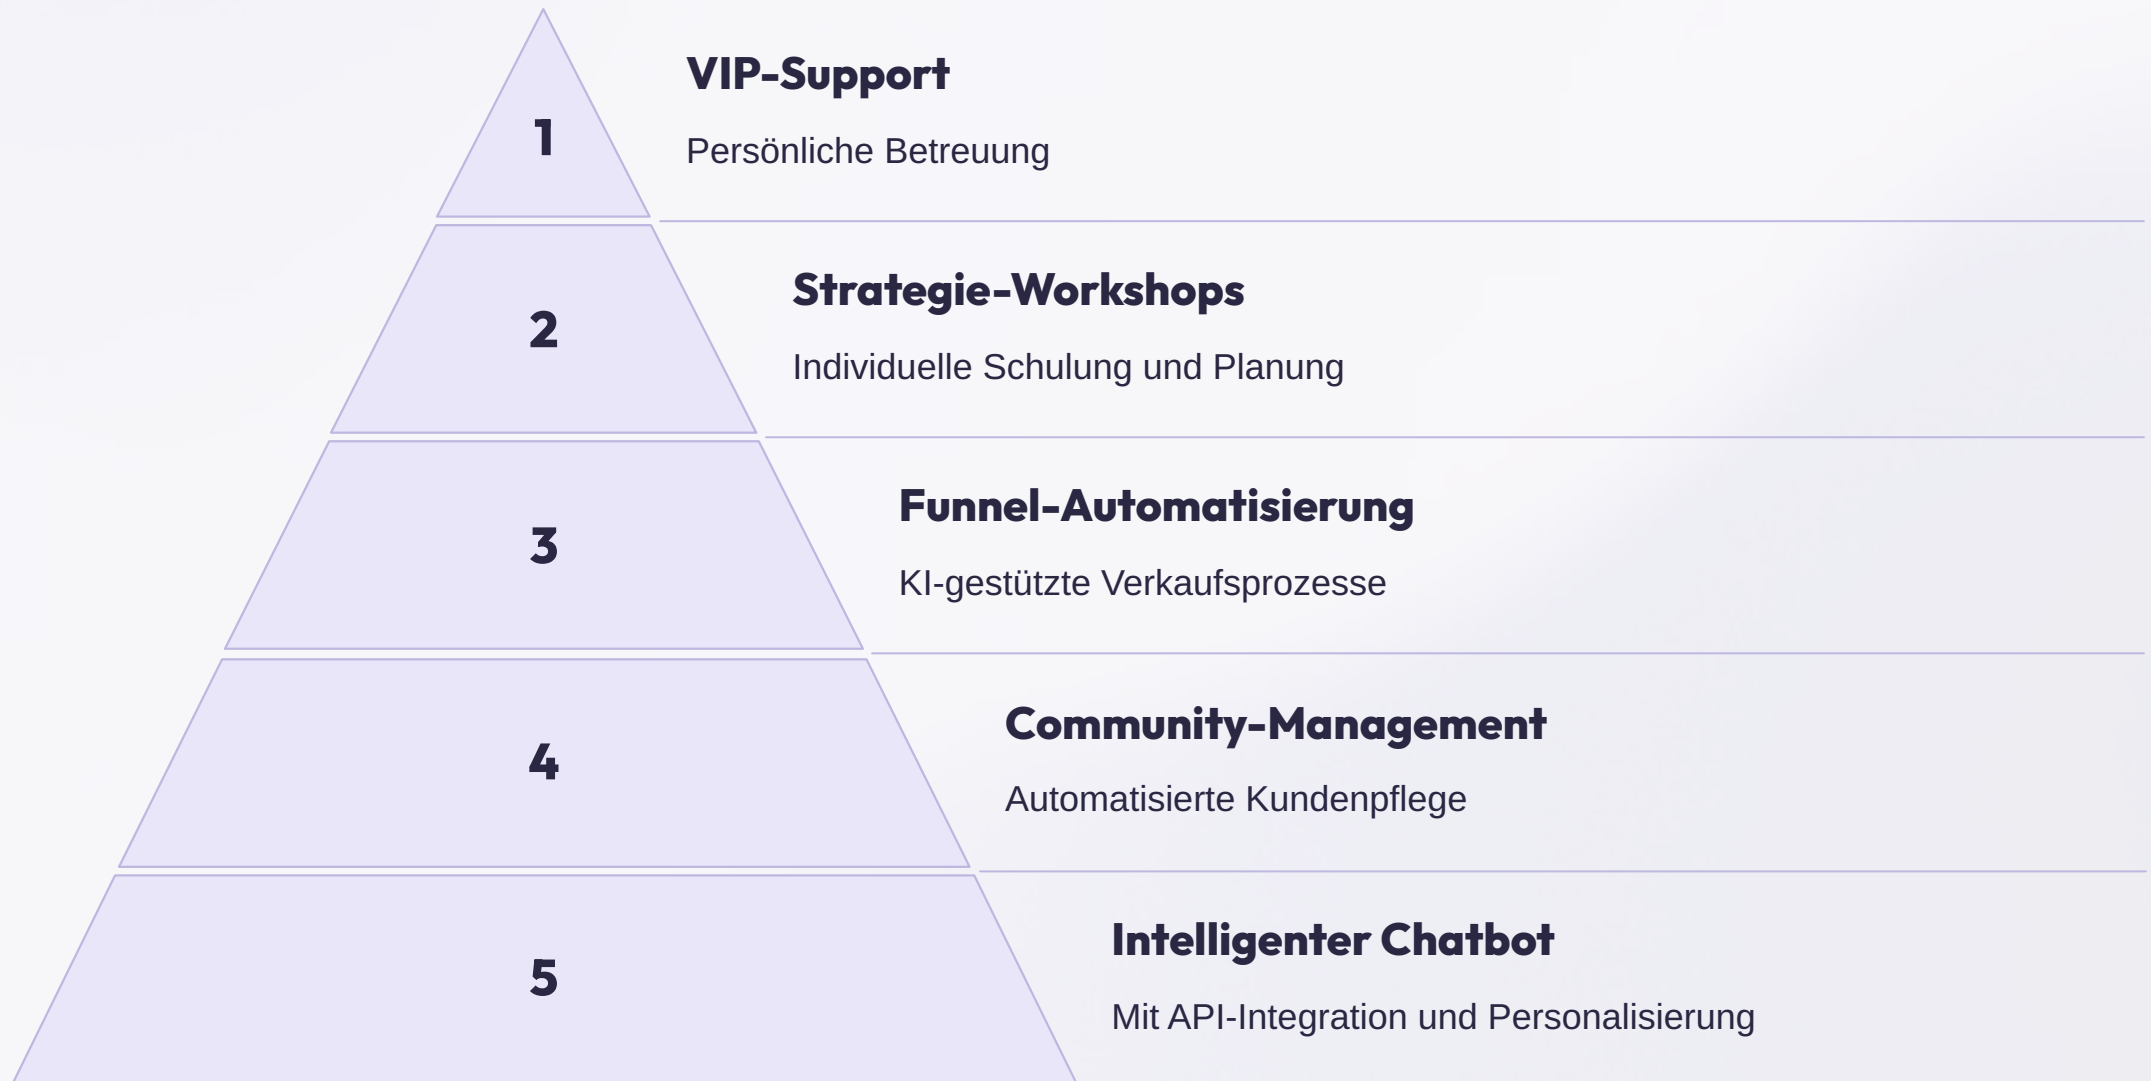 1
VIP-Support
Persönliche Betreuung
2
Strategie-Workshops
Individuelle Schulung und Planung
3
Funnel-Automatisierung
KI-gestützte Verkaufsprozesse
4
Community-Management
Automatisierte Kundenpflege
5
Intelligenter Chatbot
Mit API-Integration und Personalisierung